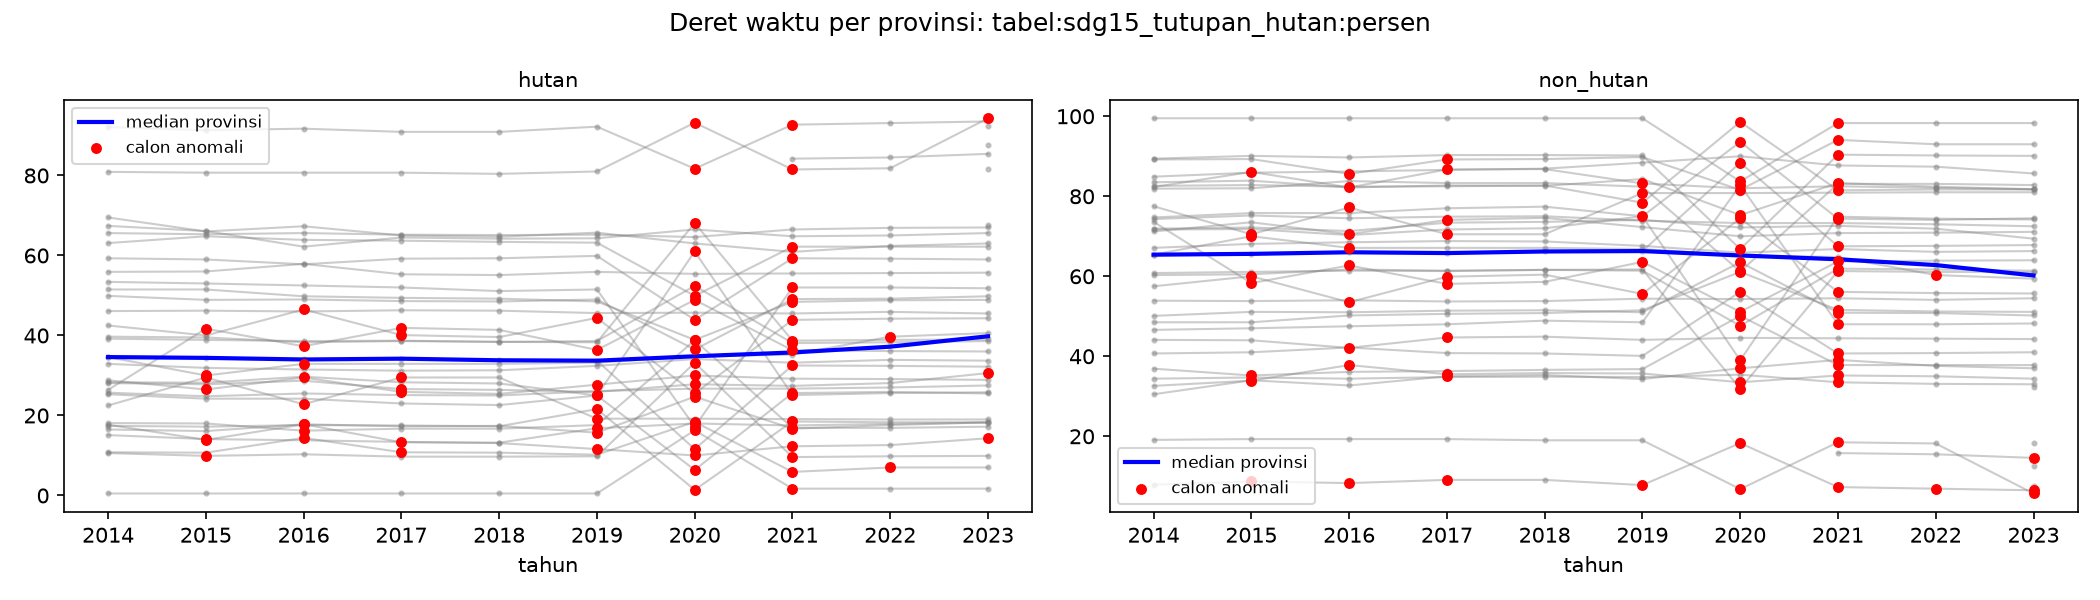 Deret waktu per provinsi: tabel:sdg15_tutupan_hutan:persen
hutan
median provinsi
calon anomali
80
60
40
20
0
2014 2015 2016 2017 2018 2019 2020 2021 2022 2023
tahun
non_hutan
100
80
60
40
20
median provinsi
calon anomali
2014 2015 2016 2017 2018 2019 2020 2021 2022 2023
tahun